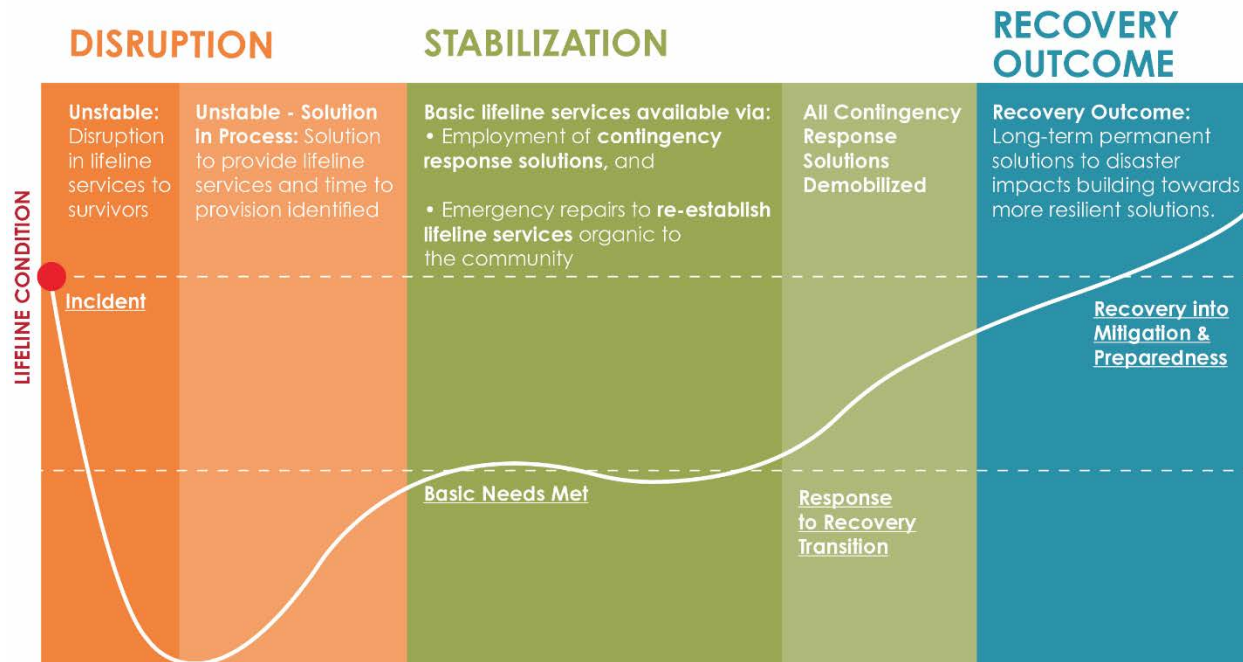 DISRUPTION
STABILIZATION
RECOVERY
OUTCOME
Unstable:
Disruption
in lifeline
services to
survivors
Unstable - Solution
in Process: Solution
to provide lifeline
services and time to
provision identified
Basic lifeline services available via:
• Employment of contingency
response solutions, and
• Emergency repairs to re-establish
lifeline services organic to
the community
All Contingency
Response
Solutions
Demobilized
Recovery Outcome:
Long-term permanent
solutions to disaster
impacts building towards
more resilient solutions.
LIFELINE CONDITION
Incident
Basic Needs Met
Response
to Recovery
Transition
Recovery into
Mitigation &
Preparedness